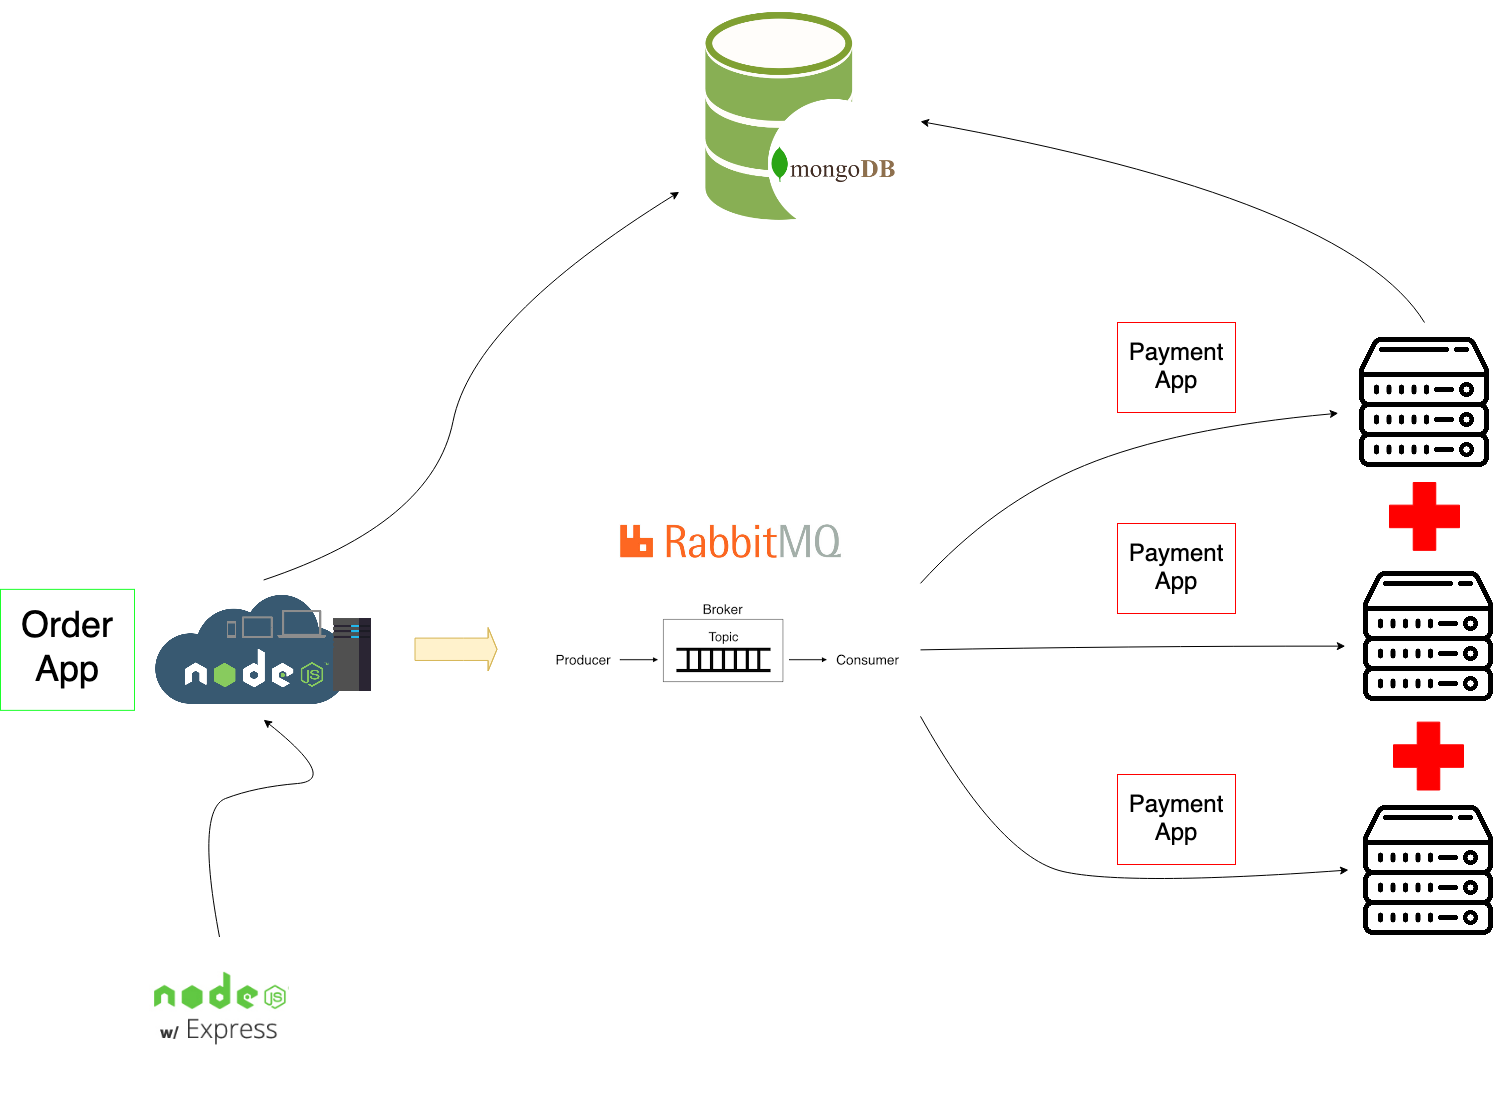 mongoDB
Payment
App
RabbitMQ
Payment
App
Order
App
node
JS
Broker
Topic
Producer
Consumer
Payment
App
node
JS
w/ Express